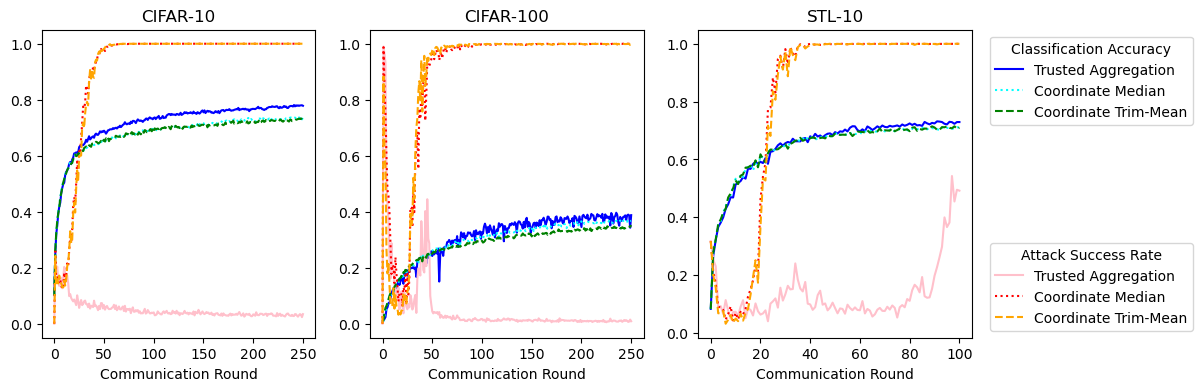 CIFAR-10
1.0
0.8
0.6
0.4
0.2
0.0
0 50 100 150 200 250
Communication Round
CIFAR-100
1.0
0.8
0.6
0.4
0.2
0.0
0 50 100 150 200 250
Communication Round
STL-10
1.0
0.8
0.6
0.4
0.2
0.0
0 20 40 60 80 100
Communication Round
Classification Accuracy
Trusted Aggregation
Coordinate Median
Coordinate Trim-Mean
Attack Success Rate
Trusted Aggregation
Coordinate Median
Coordinate Trim-Mean